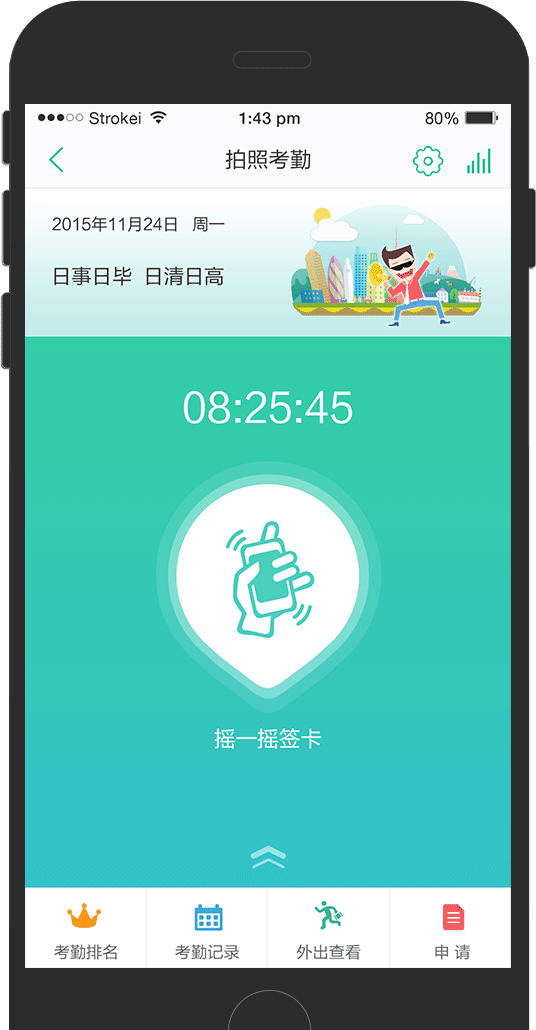 Strokei 1:43 pm 80%
拍照考勤
2015年11月24日 周一
日事日毕 日清日高
08:25:45
摇一摇签卡
考勤排名 考勤记录 外出查看 申 请